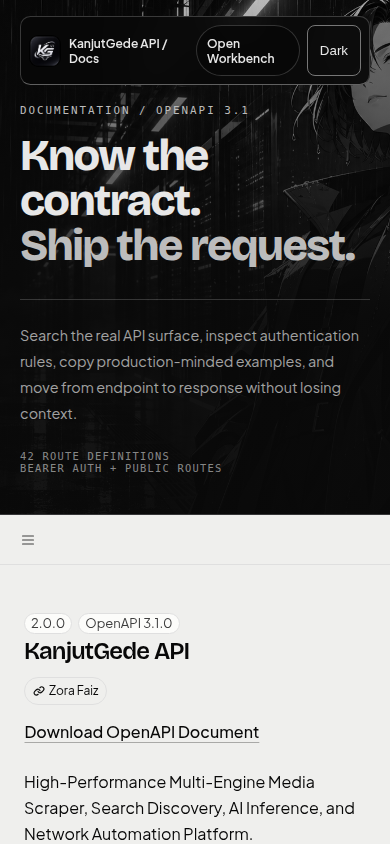 KanjutGede API /
Docs
Open
Workbench
Dark
DOCUMENTATION / OPENAPI 3.1
Know the
contract.
Ship the request.
Search the real API surface, inspect authentication
rules, copy production-minded examples, and
move from endpoint to response without losing
context.
42 ROUTE DEFINITIONS
BEARER AUTH + PUBLIC ROUTES
2.0.0 OpenAPI 3.1.0
KanjutGede API
Zora Faiz
Download OpenAPI Document
High-Performance Multi-Engine Media
Scraper, Search Discovery, AI Inference, and
Network Automation Platform.